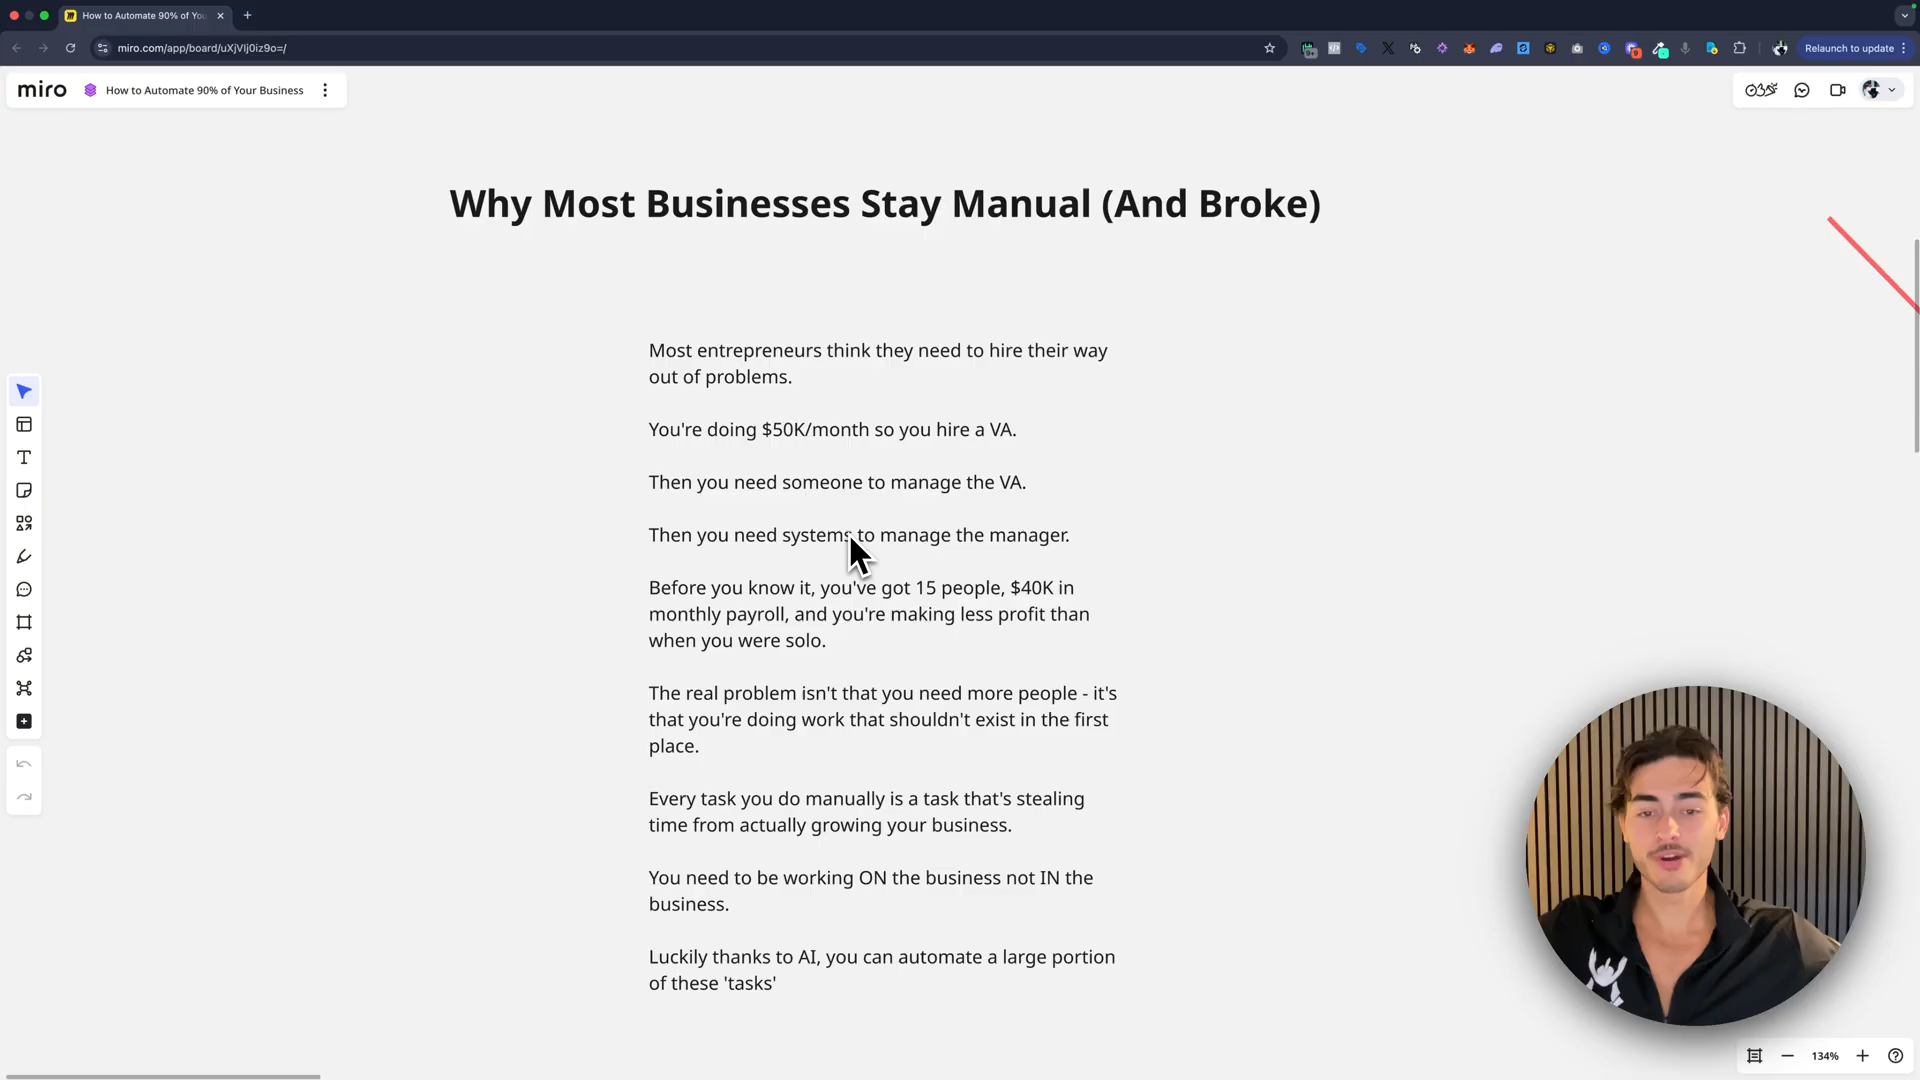 How to Automate 90% of You
miro.com/app/board/uXjVIj0iz9o=/
Relaunch to update
miro
How to Automate 90% of Your Business
Why Most Businesses Stay Manual (And Broke)
Most entrepreneurs think they need to hire their way
out of problems.
You're doing $50K/month so you hire a VA.
Then you need someone to manage the VA.
Then you need systems to manage the manager.
Before you know it, you've got 15 people, $40K in
monthly payroll, and you're making less profit than
when you were solo.
The real problem isn't that you need more people - it's
that you're doing work that shouldn't exist in the first
place.
Every task you do manually is a task that's stealing
time from actually growing your business.
You need to be working ON the business not IN the
business.
Luckily thanks to AI, you can automate a large portion
of these 'tasks'
134%